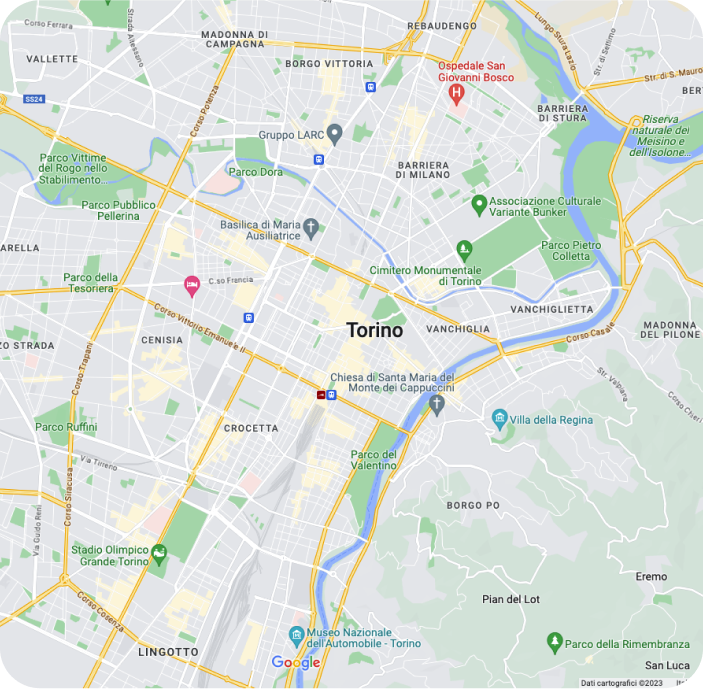 Corso Ferrara
Strada Altessano
REBAUDENGO
Lungo Stura Lazio
Str. di Settimo
MADONNA DI
CAMPAGNA
VALLETTE
BORGO VITTORIA
Ospedale San
Giovanni Bosco
Str. di S. Mauro
BER
SS24
Corso Potenza
BARRIERA
DI STURA
Riserva
naturale del
Meisino e
dell'Isolone...
Gruppo LARC
Parco Vittime
del Rogo nello
Stabilimento...
Parco Dora
BARRIERA
DI MILANO
Parco Pubblico
Pellerina
Associazione Culturale
Variante Bunker
Basilica di Maria
Ausiliatrice
ARELLA
Parco Pietro
Colletta
Cimitero Monumentale
di Torino
Parco della
Tesoriera
C.so Francia
VANCHIGLIETTA
Corso Vittorio Emanuele II
Torino
VANCHIGLIA
MADONNA
DEL PILONE
Corso Casale
CENISIA
ZO STRADA
Corso Trapani
Chiesa di Santa Maria del
Monte dei Cappuccini
Str. Valpiana
Corso Chieri
Villa della Regina
Parco Ruffini
CROCETTA
Parco del
Valentino
Via Tirreno
Corso Siracusa
Via Guido Reni
BORGO PO
Stadio Olimpico
Grande Torino
Eremo
Pian del Lot
Corso Cosenza
Museo Nazionale
dell'Automobile - Torino
Parco della Rimembranza
LINGOTTO
Google
San Luca
Dati cartografici ©2023